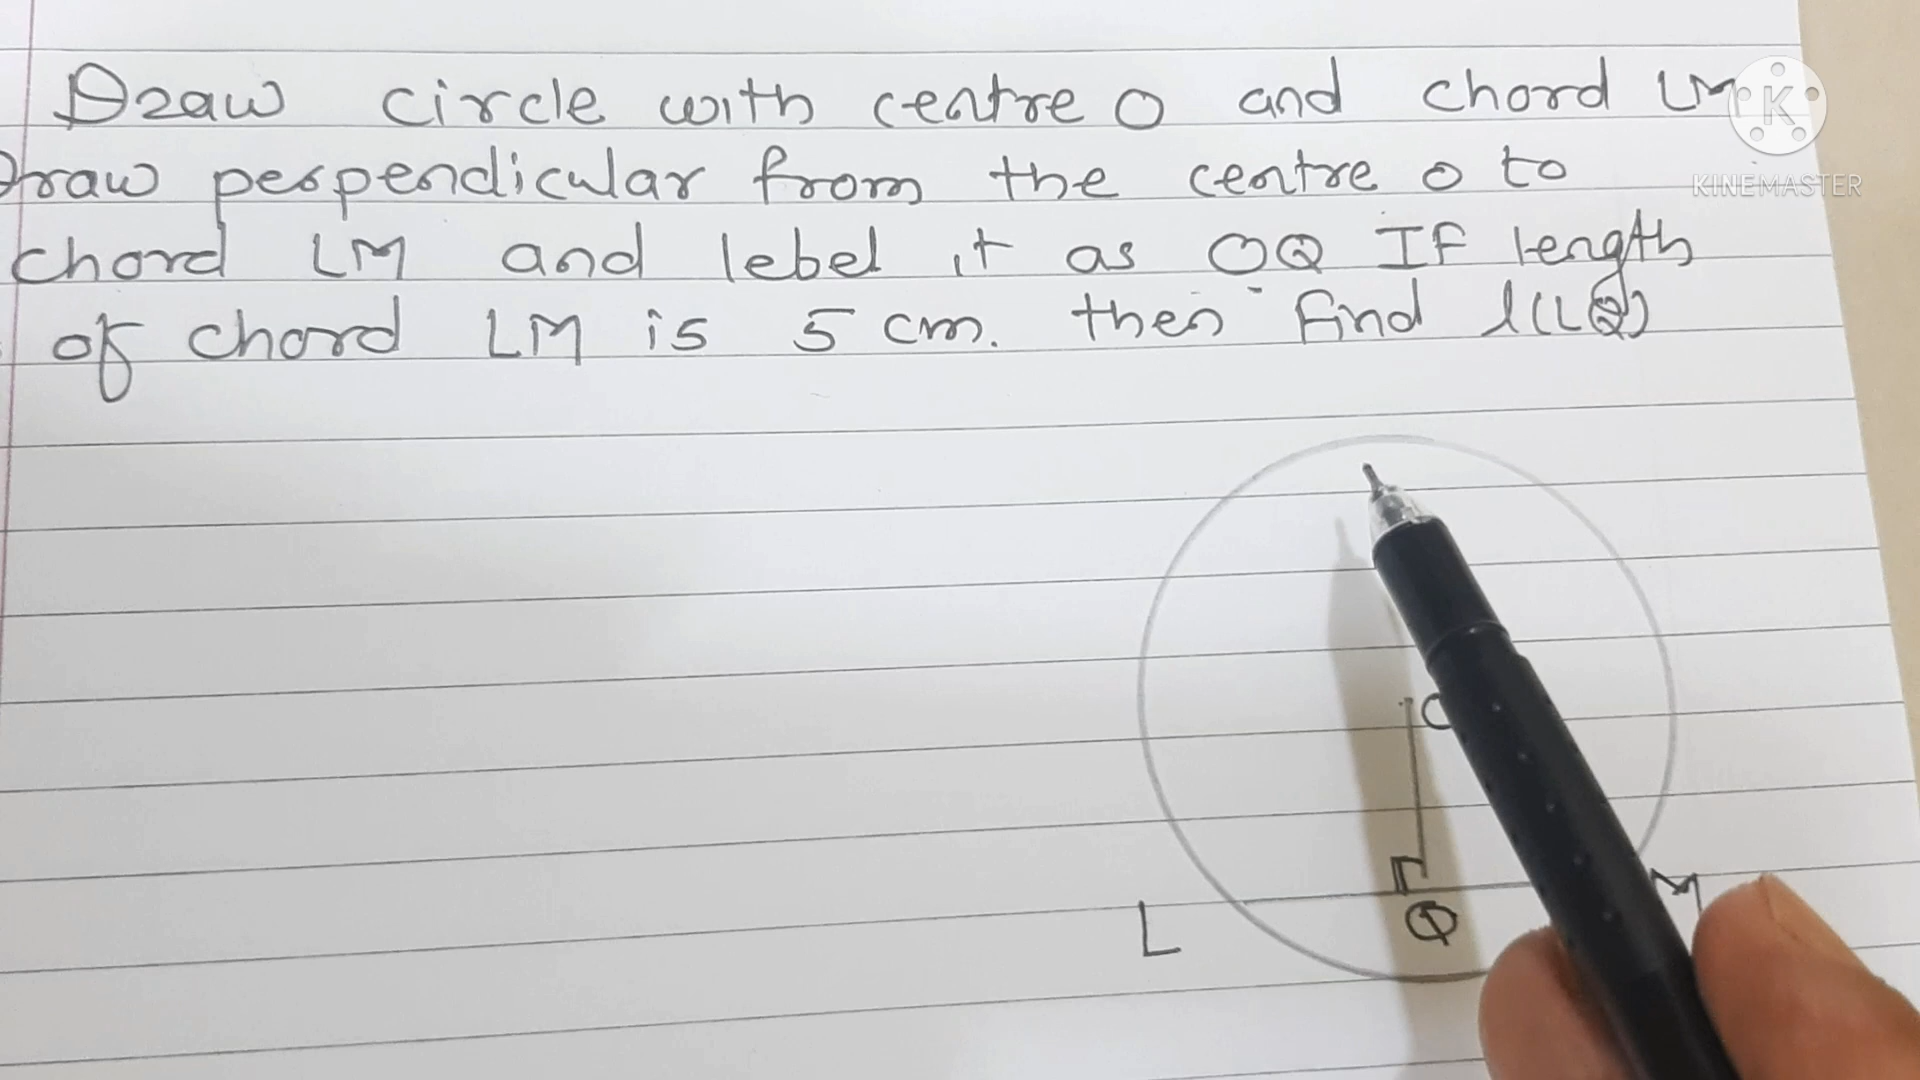 Draw circle with centre O and chord LM
Draw perpendicular from the centre O to
chord LM and lebel it as OQ IF length
of chord LM is 5 cm. then find l(LQ)
K
KINEMASTER
O
L
Q
M